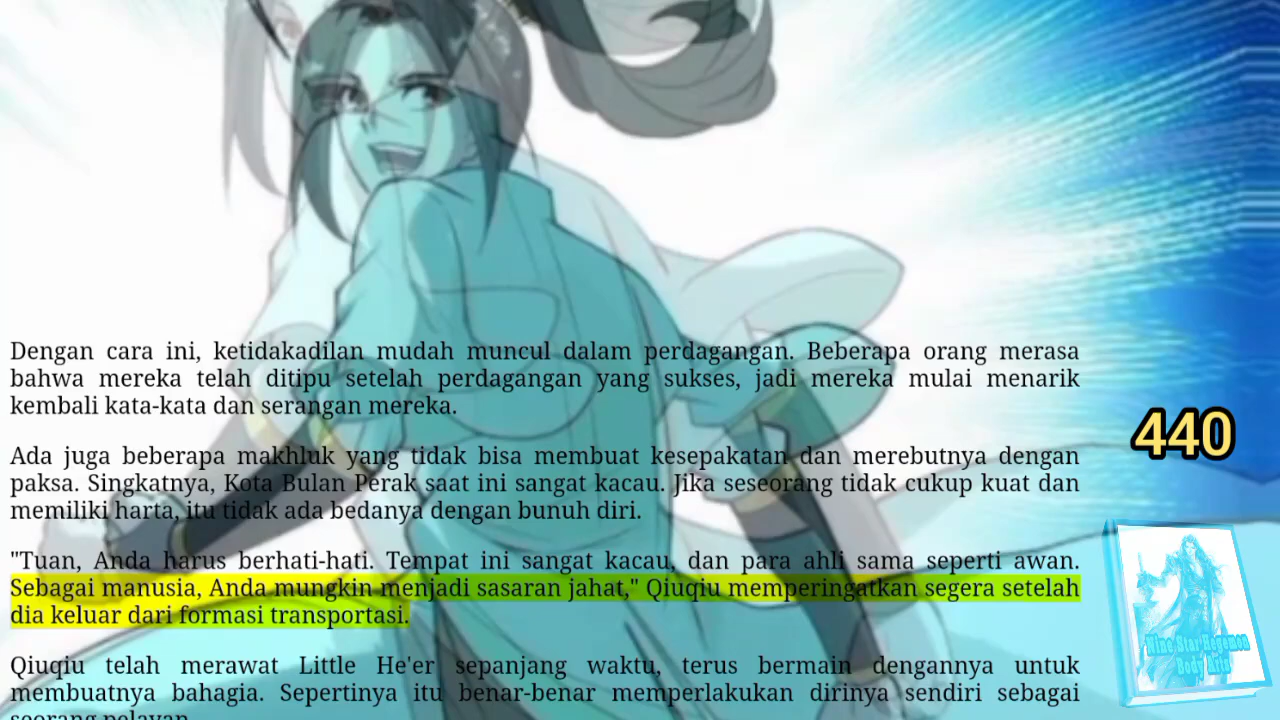 Dengan cara ini, ketidakadilan mudah muncul dalam perdagangan. Beberapa orang merasa
bahwa mereka telah ditipu setelah perdagangan yang sukses, jadi mereka mulai menarik
kembali kata-kata dan serangan mereka.
Ada juga beberapa makhluk yang tidak bisa membuat kesepakatan dan merebutnya dengan
paksa. Singkatnya, Kota Bulan Perak saat ini sangat kacau. Jika seseorang tidak cukup kuat dan
memiliki harta, itu tidak ada bedanya dengan bunuh diri.
"Tuan, Anda harus berhati-hati. Tempat ini sangat kacau, dan para ahli sama seperti awan.
Sebagai manusia, Anda mungkin menjadi sasaran jahat," Qiuqiu memperingatkan segera setelah
dia keluar dari formasi transportasi.
Qiuqiu telah merawat Little He'er sepanjang waktu, terus bermain dengannya untuk
membuatnya bahagia. Sepertinya itu benar-benar memperlakukan dirinya sendiri sebagai
seorang pelayan.
440
Nine Star Hegemon
Body Arts